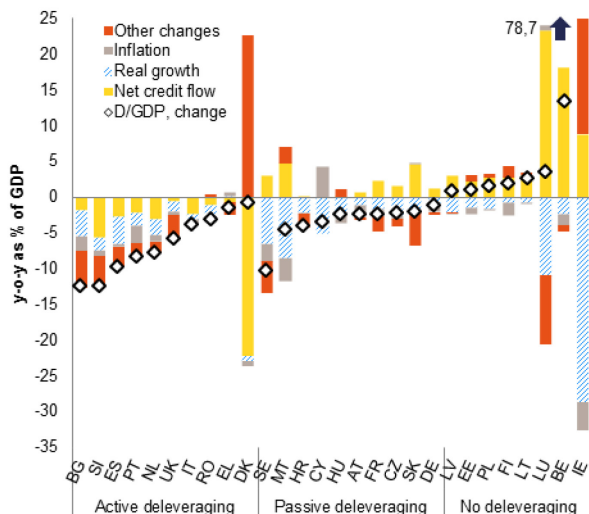 25
20
15
10
5
0
-5
-10
-15
-20
-25
-30
-35
y-o-y as % of GDP
Other changes
Inflation
Real growth
Net credit flow
D/GDP, change
78,7
BG SI ES PT NL UK IT RO EL DK SE MT HR CY HU AT FR CZ SK DE LV EE PL FI LT LU BE IE
Active deleveraging Passive deleveraging No deleveraging